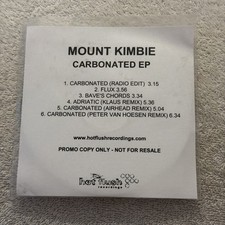 MOUNT KIMBIE
CARBONATED EP
1. CARBONATED (RADIO EDIT) 3.15
2. FLUX 3.56
3. BAVE'S CHORDS 3.34
4. ADRIATIC (KLAUS REMIX) 5.36
5. CARBONATED (AIRHEAD REMIX) 5.04
6. CARBONATED (PETER VAN HOESEN REMIX) 6.34
www.hotflushrecordings.com
PROMO COPY ONLY - NOT FOR RESALE
hot flush
recordings